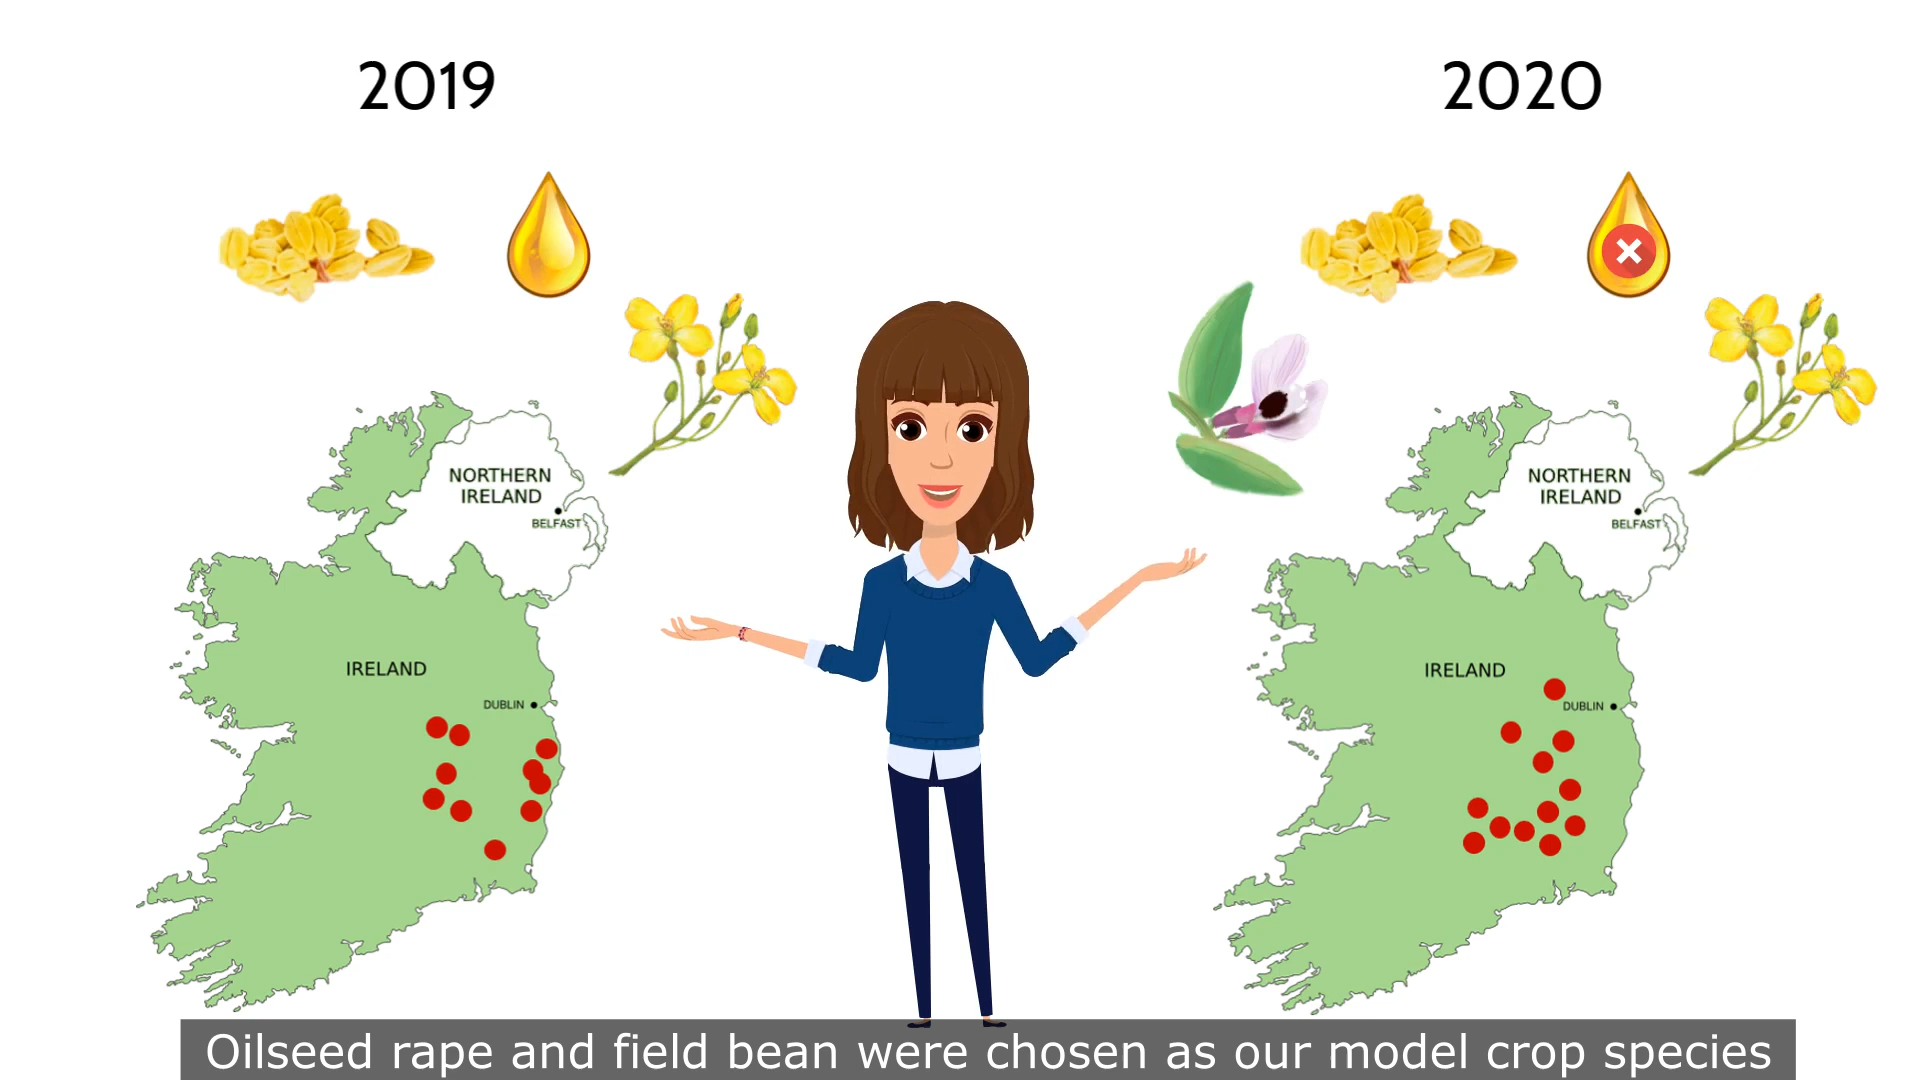 2019
2020
NORTHERN
IRELAND
BELFAST
IRELAND
DUBLIN
NORTHERN
IRELAND
BELFAST
IRELAND
DUBLIN
Oilseed rape and field bean were chosen as our model crop species